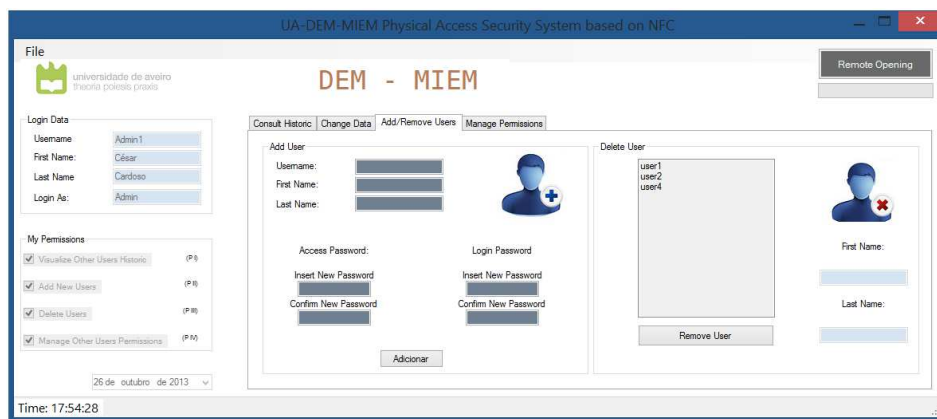 UA-DEM-MIEM Physical Access Security System based on NFC
File
universidade de aveiro
theoria poiesis praxis
DEM - MIEM
Remote Opening
Login Data
Username Admin1
First Name: César
Last Name Cardoso
Login As: Admin
My Permissions
Visualize Other Users Historic (P I)
Add New Users (P II)
Delete Users (P III)
Manage Other Users Permissions (P IV)
26 de outubro de 2013
Consult Historic Change Data Add/Remove Users Manage Permissions
Add User
Username:
First Name:
Last Name:
Access Password: Login Password
Insert New Password Insert New Password
Confirm New Password Confirm New Password
Adicionar
Delete User
user1
user2
user4
Remove User
First Name:
Last Name:
Time: 17:54:28